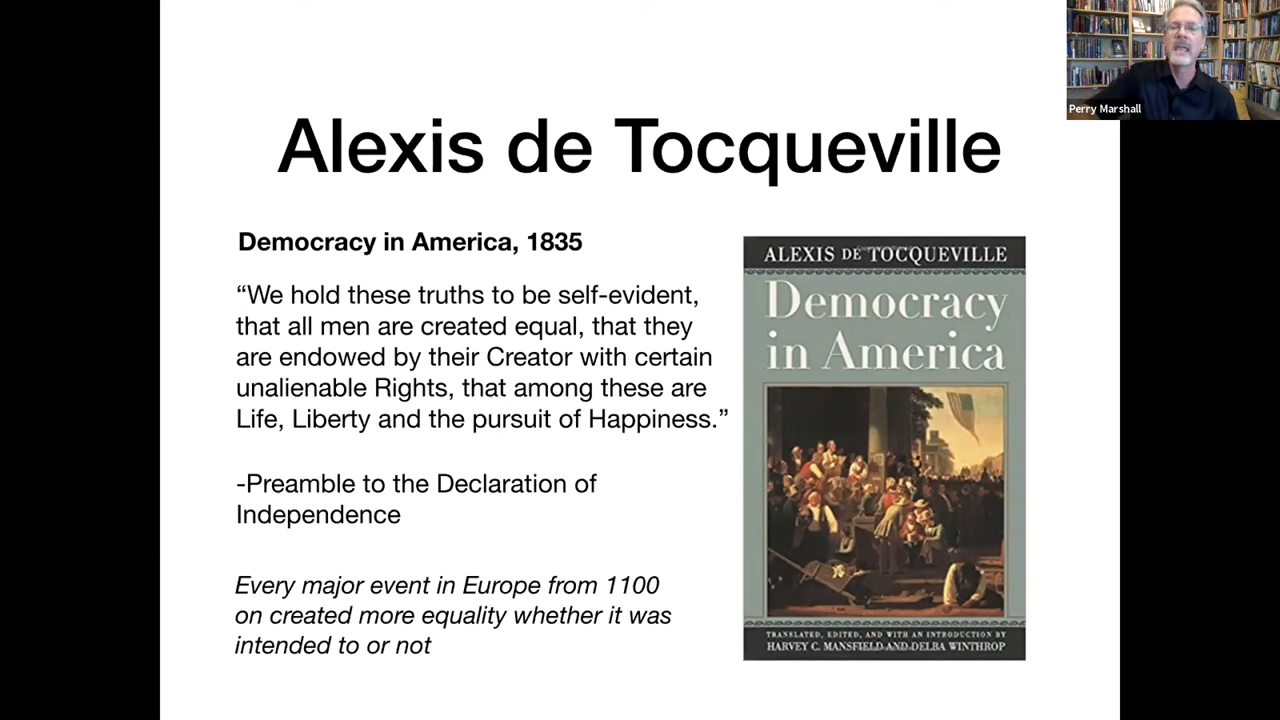 Perry Marshall
Alexis de Tocqueville
Democracy in America, 1835
“We hold these truths to be self-evident,
that all men are created equal, that they
are endowed by their Creator with certain
unalienable Rights, that among these are
Life, Liberty and the pursuit of Happiness.”
-Preamble to the Declaration of
Independence
Every major event in Europe from 1100
on created more equality whether it was
intended to or not
ALEXIS DE TOCQUEVILLE
Democracy
in America
TRANSLATED, EDITED, AND WITH AN INTRODUCTION BY
HARVEY C. MANSFIELD AND DELBA WINTHROP